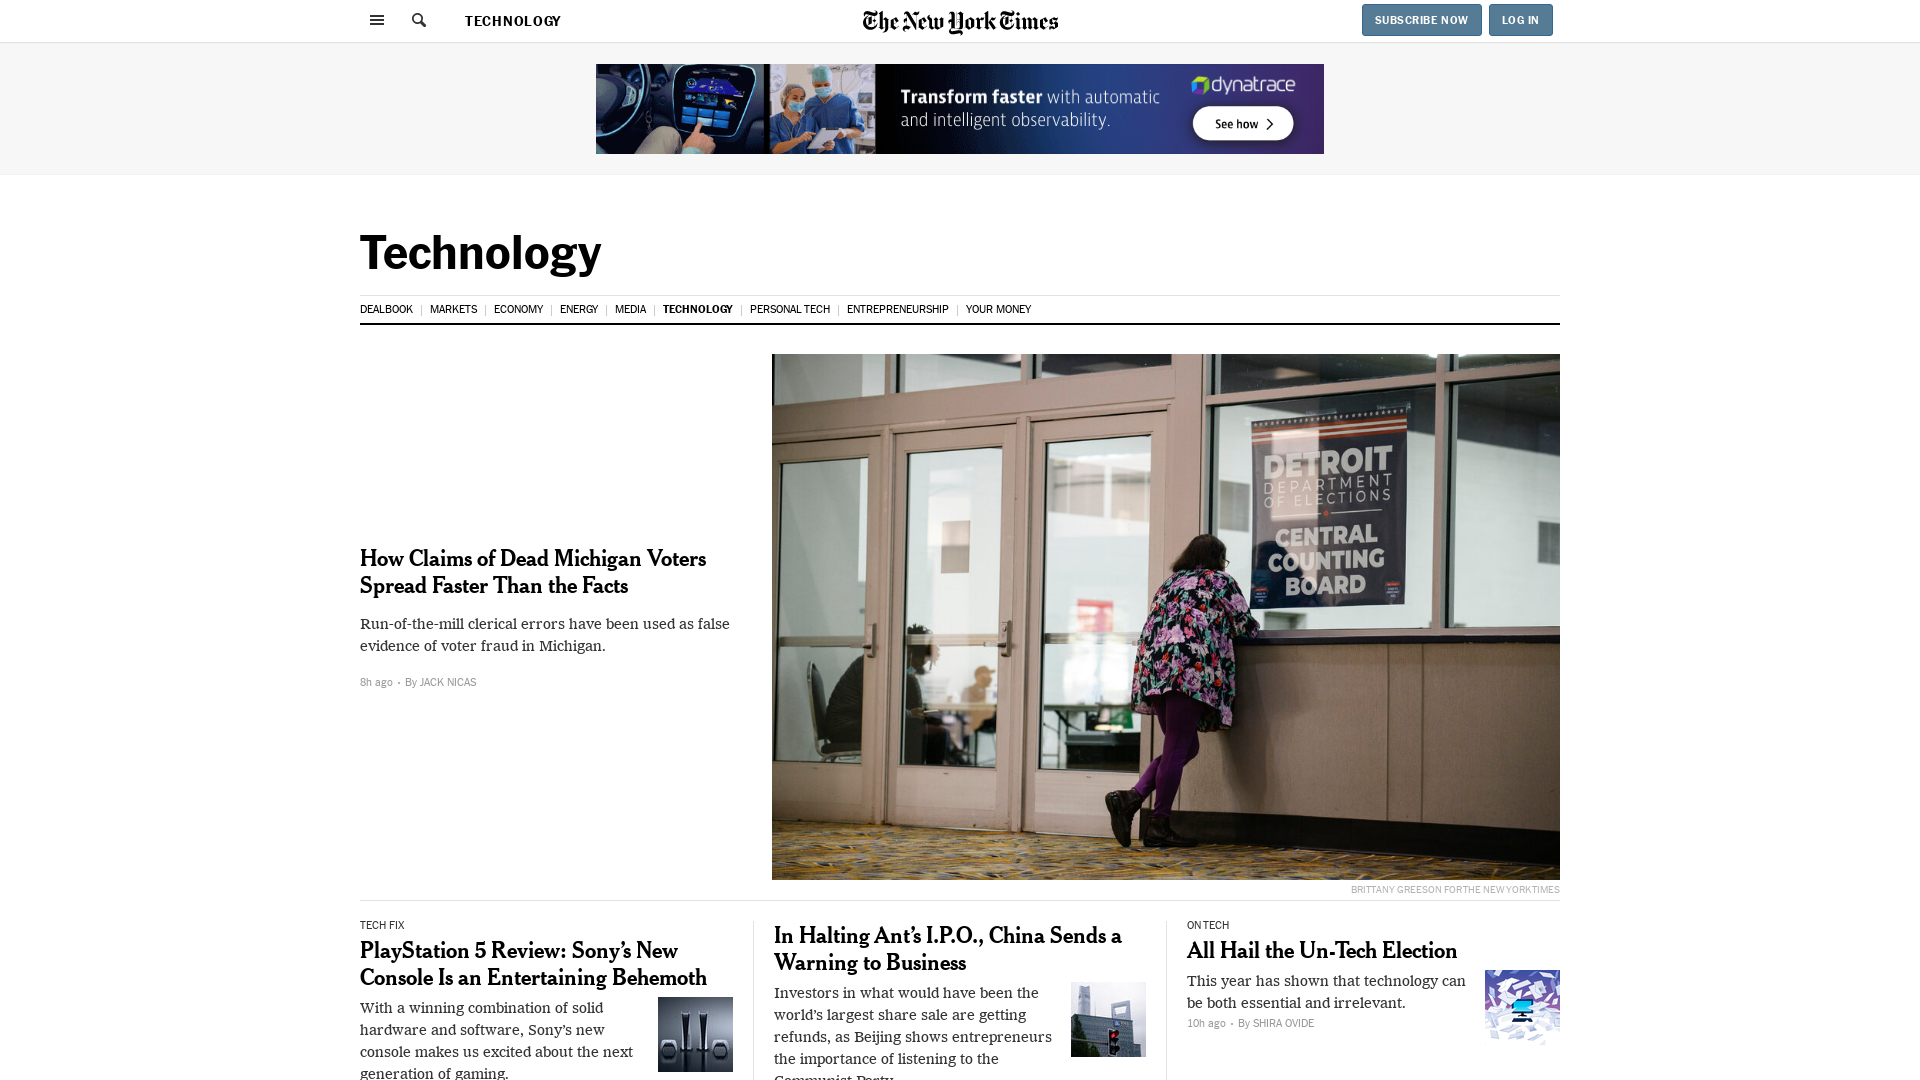 TECHNOLOGY
The New York Times
SUBSCRIBE NOW
LOG IN
Transform faster with automatic
and intelligent observability.
dynatrace
See how
Technology
DEALBOOK
MARKETS
ECONOMY
ENERGY
MEDIA
TECHNOLOGY
PERSONAL TECH
ENTREPRENEURSHIP
YOUR MONEY
How Claims of Dead Michigan Voters
Spread Faster Than the Facts
Run-of-the-mill clerical errors have been used as false
evidence of voter fraud in Michigan.
8h ago • By JACK NICAS
DETROIT
DEPARTMENT
OF ELECTIONS
CENTRAL
COUNTING
BOARD
BRITTANY GREESON FOR THE NEW YORK TIMES
TECH FIX
PlayStation 5 Review: Sony’s New
Console Is an Entertaining Behemoth
With a winning combination of solid
hardware and software, Sony’s new
console makes us excited about the next
generation of gaming.
In Halting Ant’s I.P.O., China Sends a
Warning to Business
Investors in what would have been the
world’s largest share sale are getting
refunds, as Beijing shows entrepreneurs
the importance of listening to the
Communist Party.
ON TECH
All Hail the Un-Tech Election
This year has shown that technology can
be both essential and irrelevant.
10h ago • By SHIRA OVIDE